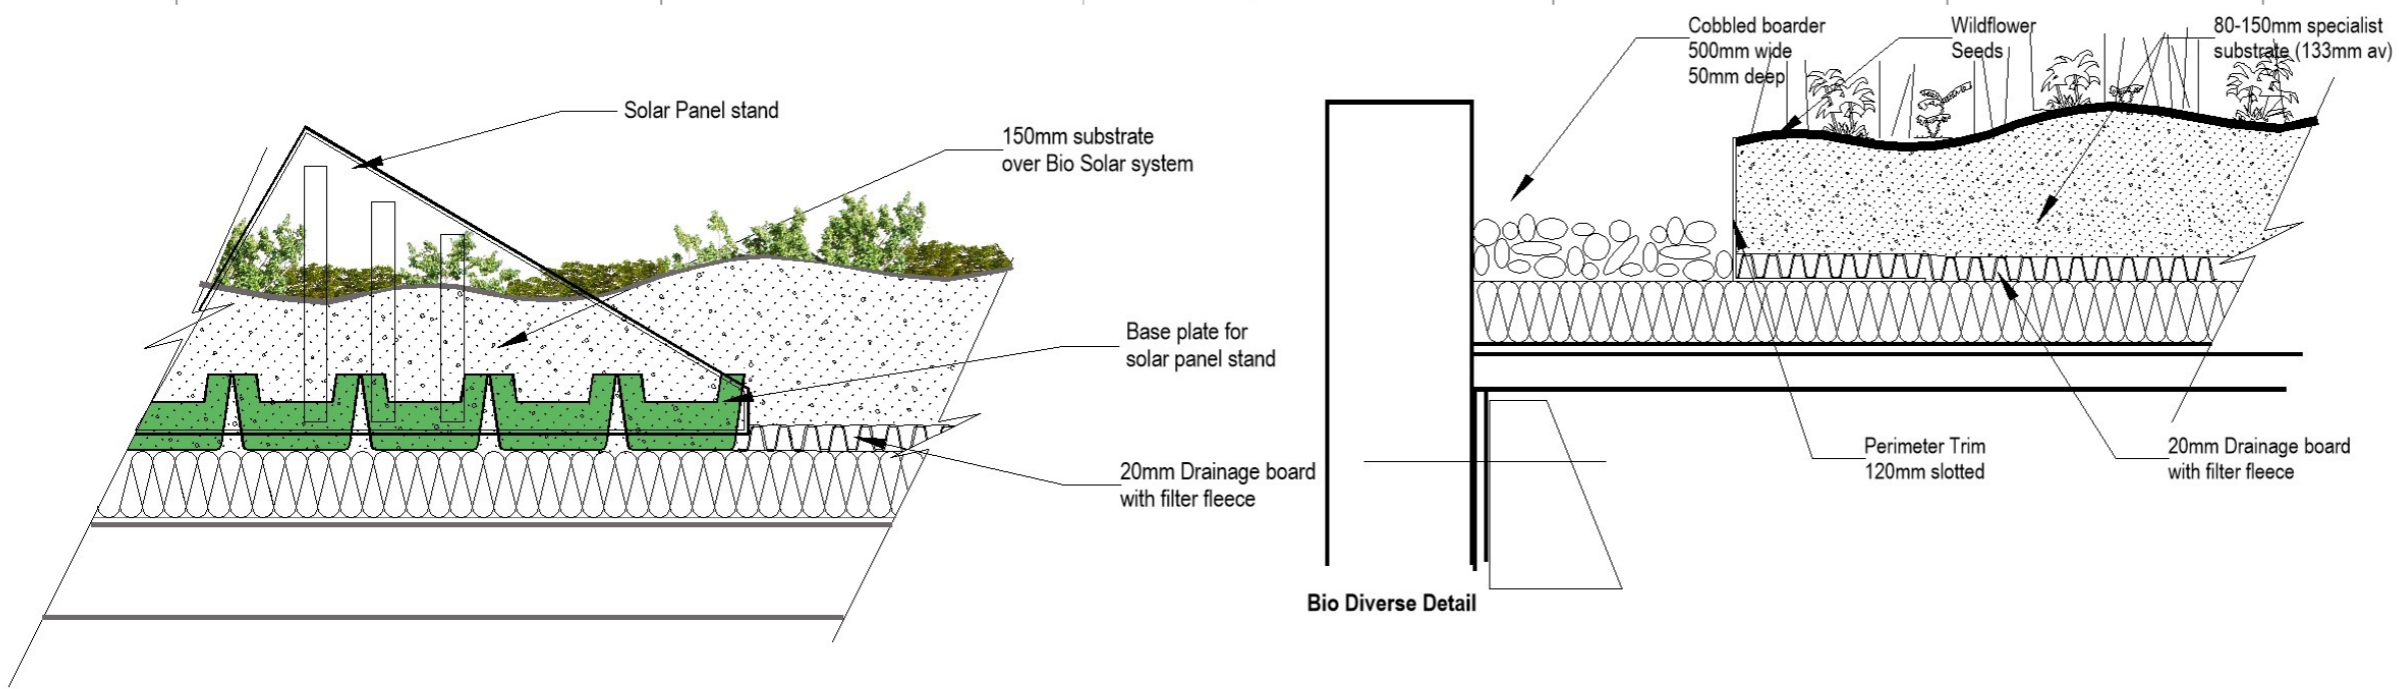 Solar Panel stand
150mm substrate
over Bio Solar system
Base plate for
solar panel stand
20mm Drainage board
with filter fleece
Cobbled boarder
500mm wide
50mm deep
Wildflower
Seeds
80-150mm specialist
substrate (133mm av)
Perimeter Trim
120mm slotted
20mm Drainage board
with filter fleece
Bio Diverse Detail